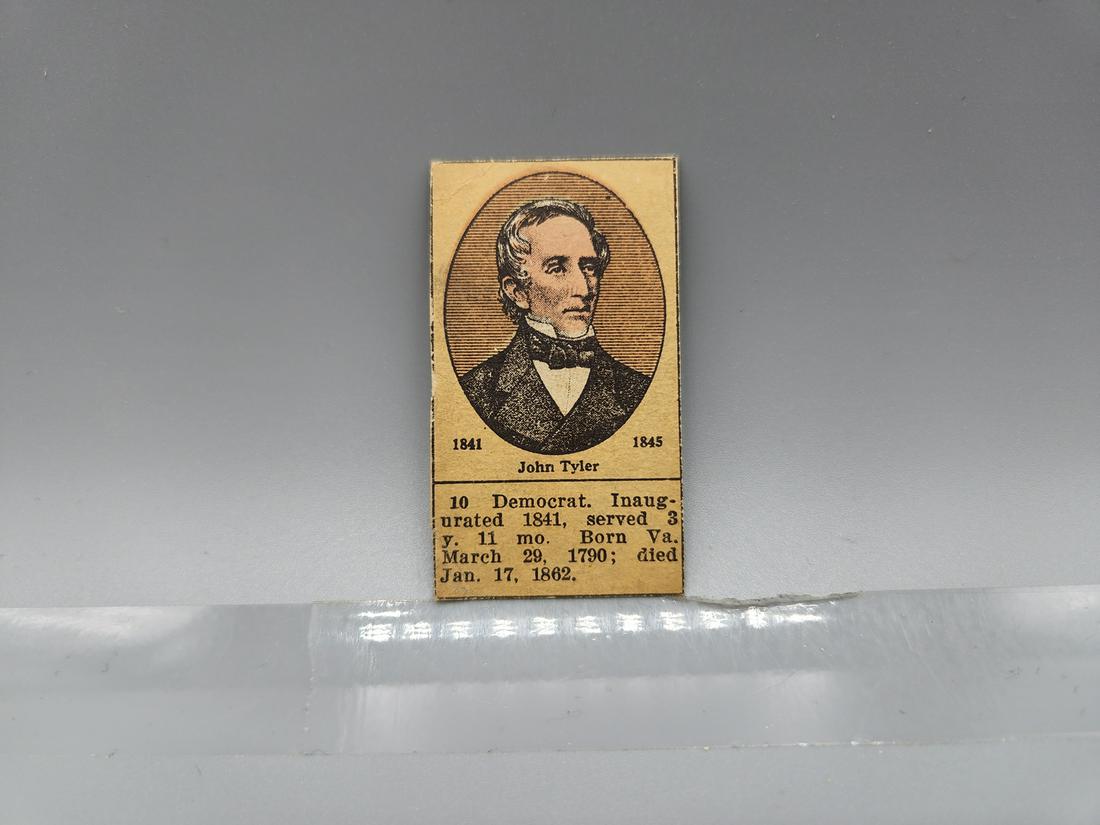 1841 1845
John Tyler
10 Democrat. Inaug-
urated 1841, served 3
y. 11 mo. Born Va.
March 29, 1790; died
Jan. 17, 1862.